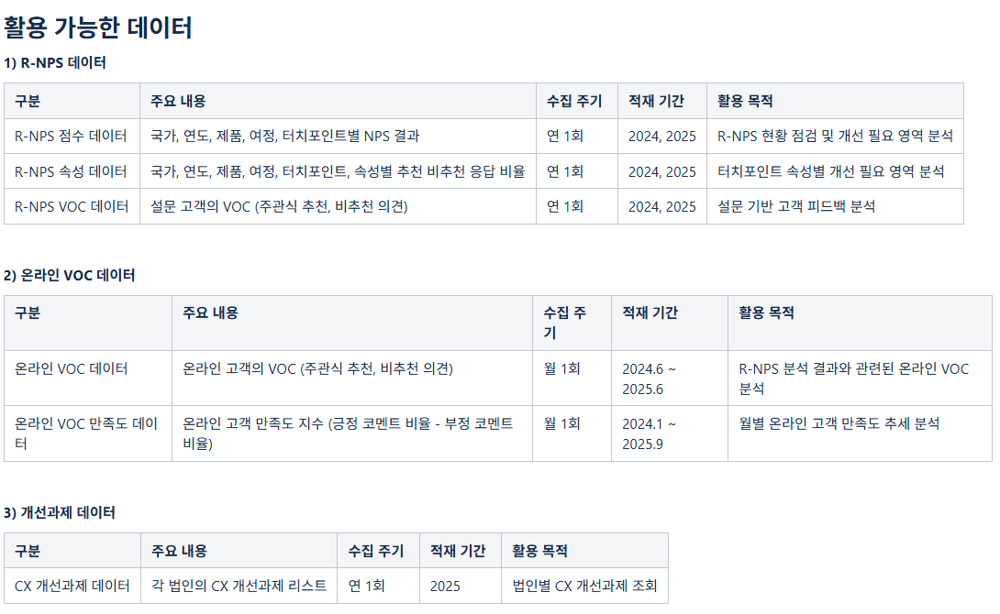 활용 가능한 데이터
1) R-NPS 데이터
구분 주요 내용 수집 주기 적재 기간 활용 목적
R-NPS 점수 데이터 국가, 연도, 제품, 여정, 터치포인트별 NPS 결과 연 1회 2024, 2025 R-NPS 현황 점검 및 개선 필요 영역 분석
R-NPS 속성 데이터 국가, 연도, 제품, 여정, 터치포인트, 속성별 추천 비추천 응답 비율 연 1회 2024, 2025 터치포인트 속성별 개선 필요 영역 분석
R-NPS VOC 데이터 설문 고객의 VOC (주관식 추천, 비추천 의견) 연 1회 2024, 2025 설문 기반 고객 피드백 분석
2) 온라인 VOC 데이터
구분 주요 내용 수집 주 적재 기간 활용 목적
기
온라인 VOC 데이터 온라인 고객의 VOC (주관식 추천, 비추천 의견) 월 1회 2024.6 ~ R-NPS 분석 결과와 관련된 온라인 VOC
2025.6 분석
온라인 VOC 만족도 데이 온라인 고객 만족도 지수 (긍정 코멘트 비율 - 부정 코멘트 월 1회 2024.1 ~ 월별 온라인 고객 만족도 추세 분석
터 비율) 2025.9
3) 개선과제 데이터
구분 주요 내용 수집 주기 적재 기간 활용 목적
CX 개선과제 데이터 각 법인의 CX 개선과제 리스트 연 1회 2025 법인별 CX 개선과제 조회